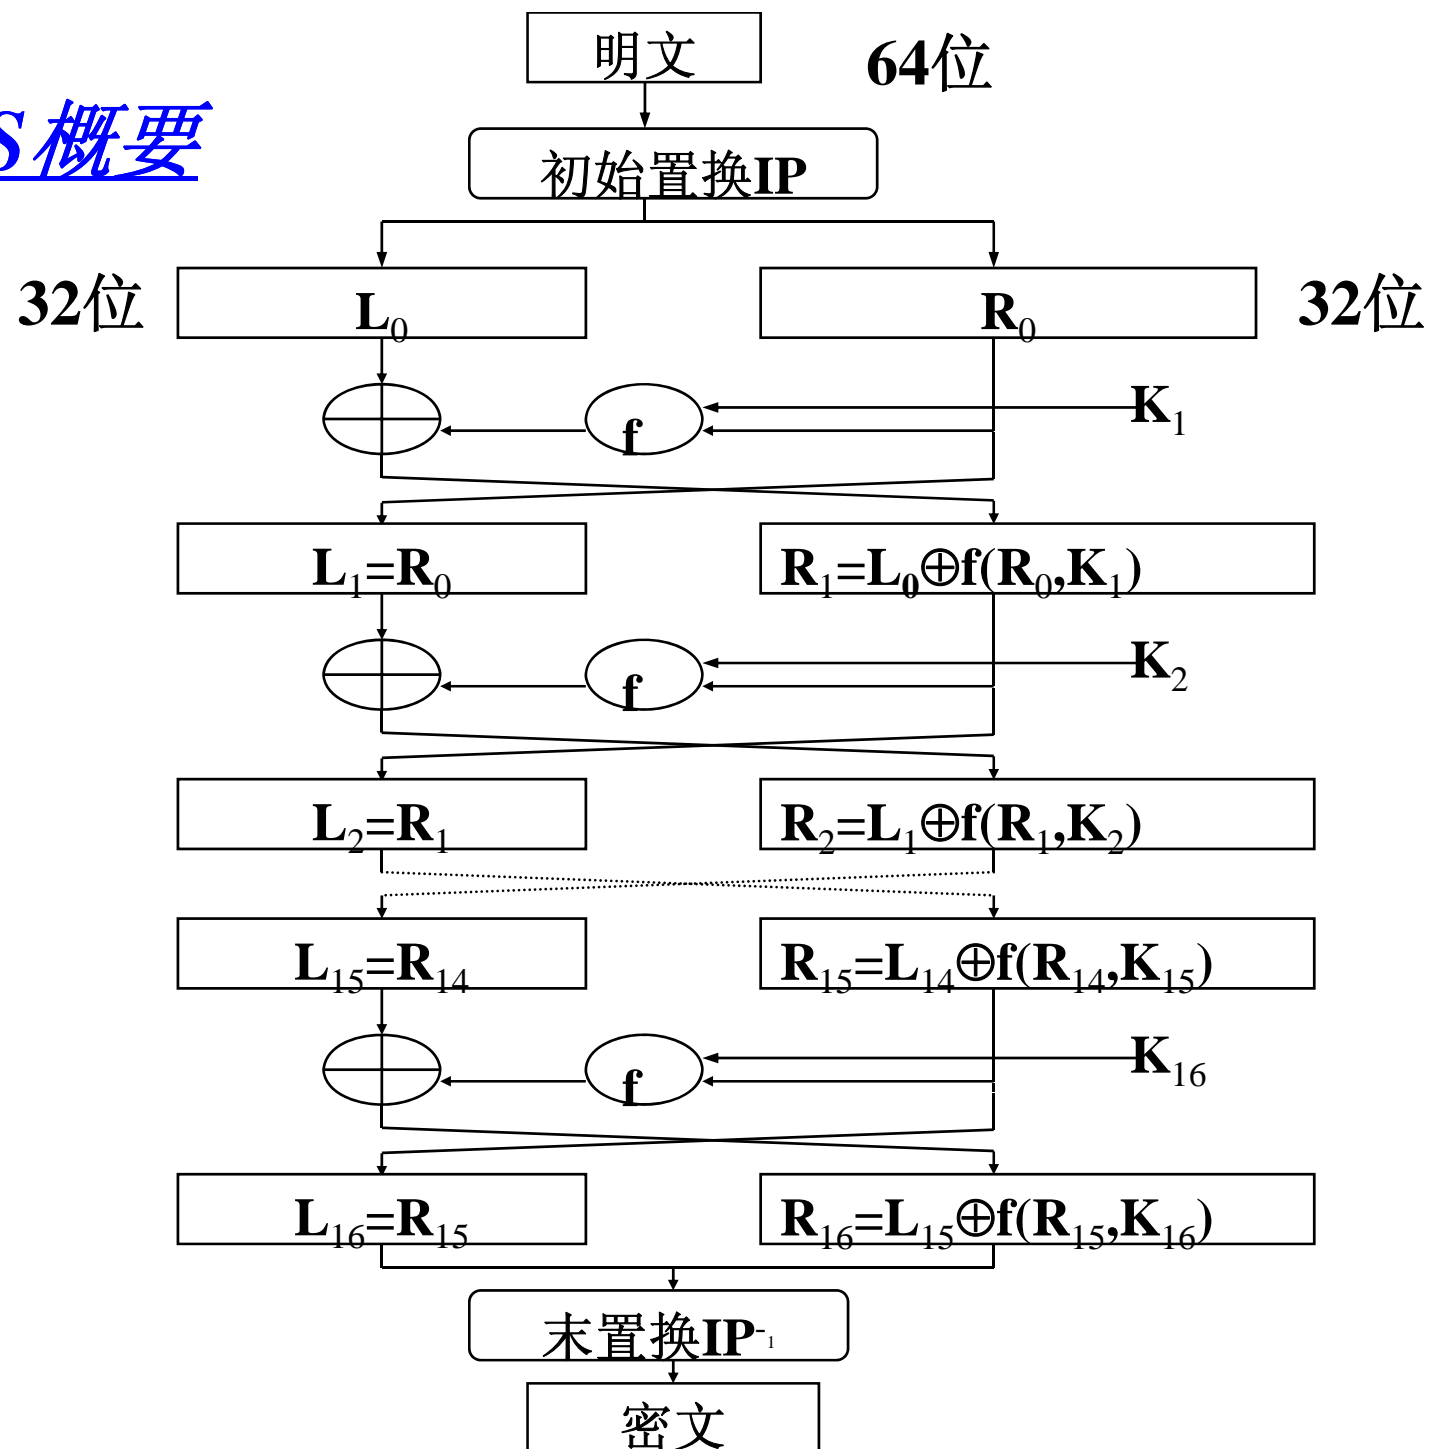 明文
64位
S概要
初始置换IP
32位
L₀
R₀
32位
f
K₁
L₁=R₀
R₁=L₀⊕f(R₀,K₁)
f
K₂
L₂=R₁
R₂=L₁⊕f(R₁,K₂)
L₁₅=R₁₄
R₁₅=L₁₄⊕f(R₁₄,K₁₅)
f
K₁₆
L₁₆=R₁₅
R₁₆=L₁₅⊕f(R₁₅,K₁₆)
末置换IP⁻¹
密文